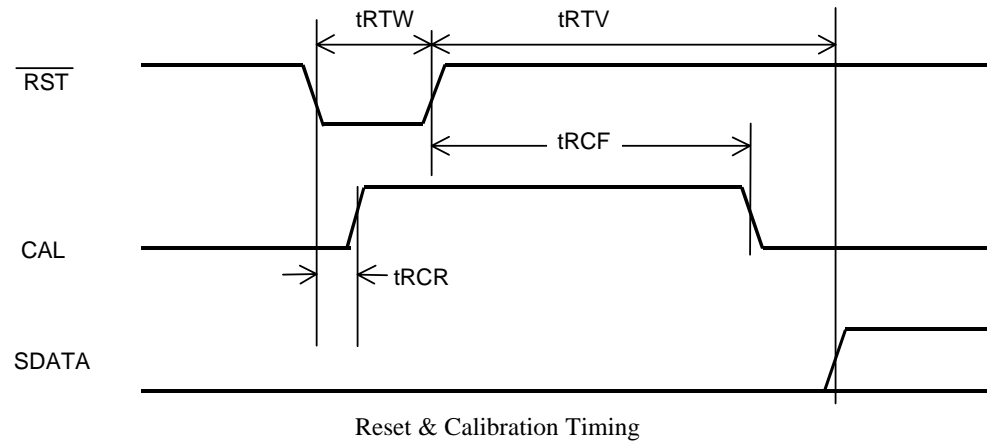 tRTW
tRTV
RST
tRCF
CAL
tRCR
SDATA
Reset & Calibration Timing